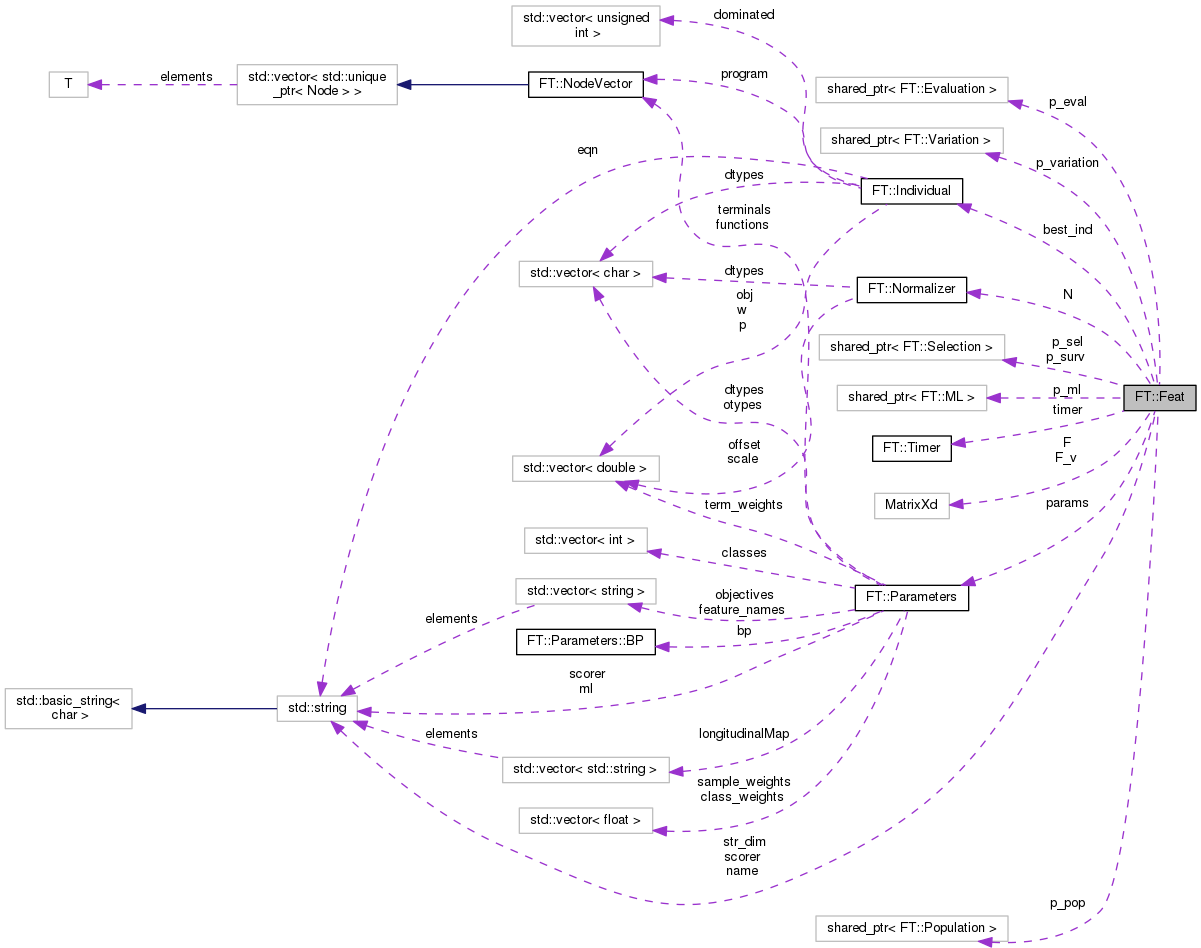 std::vector< unsigned
int >
dominated
T
elements
std::vector< std::unique
_ptr< Node > >
FT::NodeVector
program
shared_ptr< FT::Evaluation >
p_eval
shared_ptr< FT::Variation >
p_variation
eqn
dtypes
FT::Individual
terminals
functions
best_ind
std::vector< char >
dtypes
FT::Normalizer
N
obj
w
p
shared_ptr< FT::Selection >
p_sel
p_surv
dtypes
otypes
shared_ptr< FT::ML >
p_ml
FT::Feat
timer
offset
scale
FT::Timer
F
F_v
std::vector< double >
term_weights
MatrixXd
params
std::vector< int >
classes
std::vector< string >
objectives
feature_names
FT::Parameters
elements
FT::Parameters::BP
bp
scorer
ml
std::basic_string<
char >
std::string
elements
longitudinalMap
std::vector< std::string >
sample_weights
class_weights
std::vector< float >
str_dim
scorer
name
p_pop
shared_ptr< FT::Population >